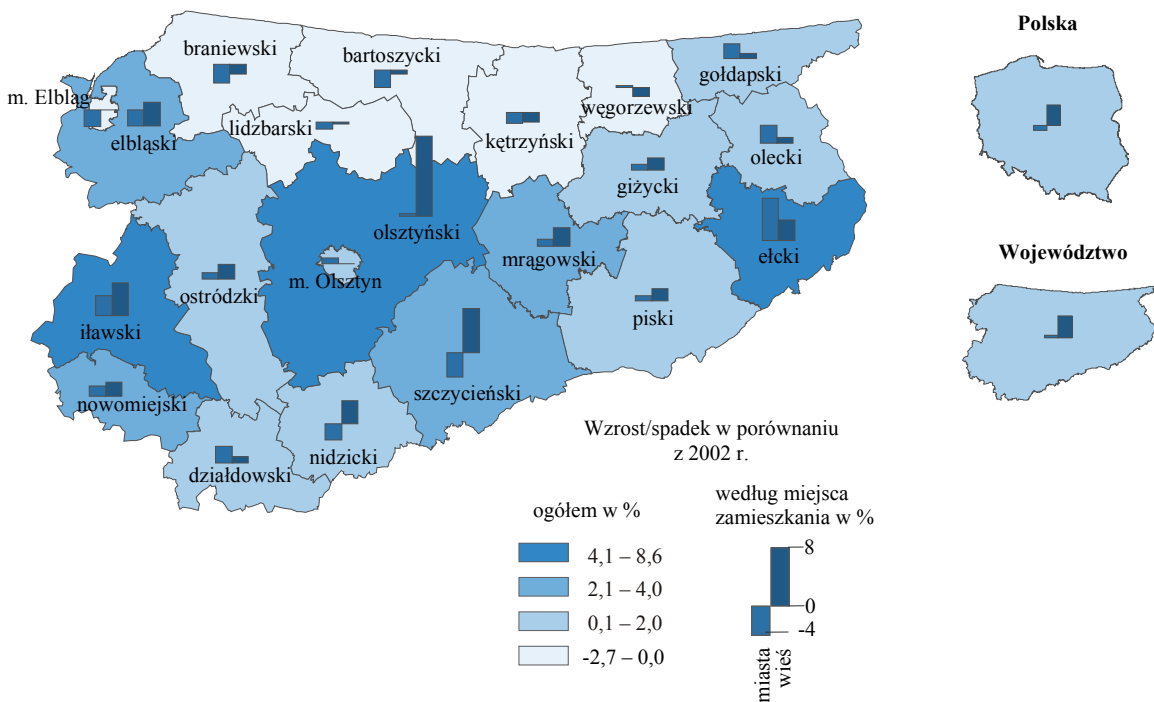 braniewski
bartoszycki
gołdapski
m. Elbląg
elbląski
lidzbarski
kętrzyński
węgorzewski
olecki
giżycki
olsztyński
mrągowski
ełcki
m. Olsztyn
ostródzki
piski
iławski
szczycieński
nowomiejski
nidzicki
działdowski
Polska
Województwo
Wzrost/spadek w porównaniu
z 2002 r.
ogółem w %
4,1 – 8,6
2,1 – 4,0
0,1 – 2,0
-2,7 – 0,0
według miejsca
zamieszkania w %
8
0
-4
miasta
wieś